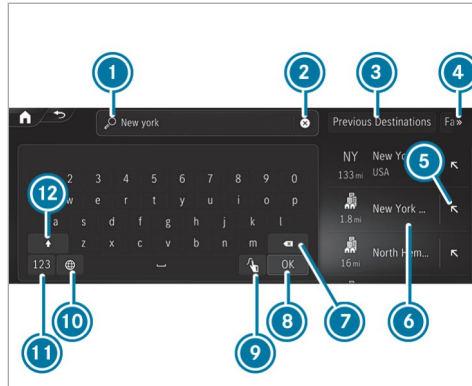 1
2
3
4
New york
Previous Destinations
Fa»
NY
New Yo
133 mi
USA
5
12
2 3 4 5 6 7 8 9 0
w e r t y u i o p
1.8 mi
New York ...
a s d f g h j k l
z x c v b n m
North Hem...
16 mi
123
OK
11
10
9
8
7
6